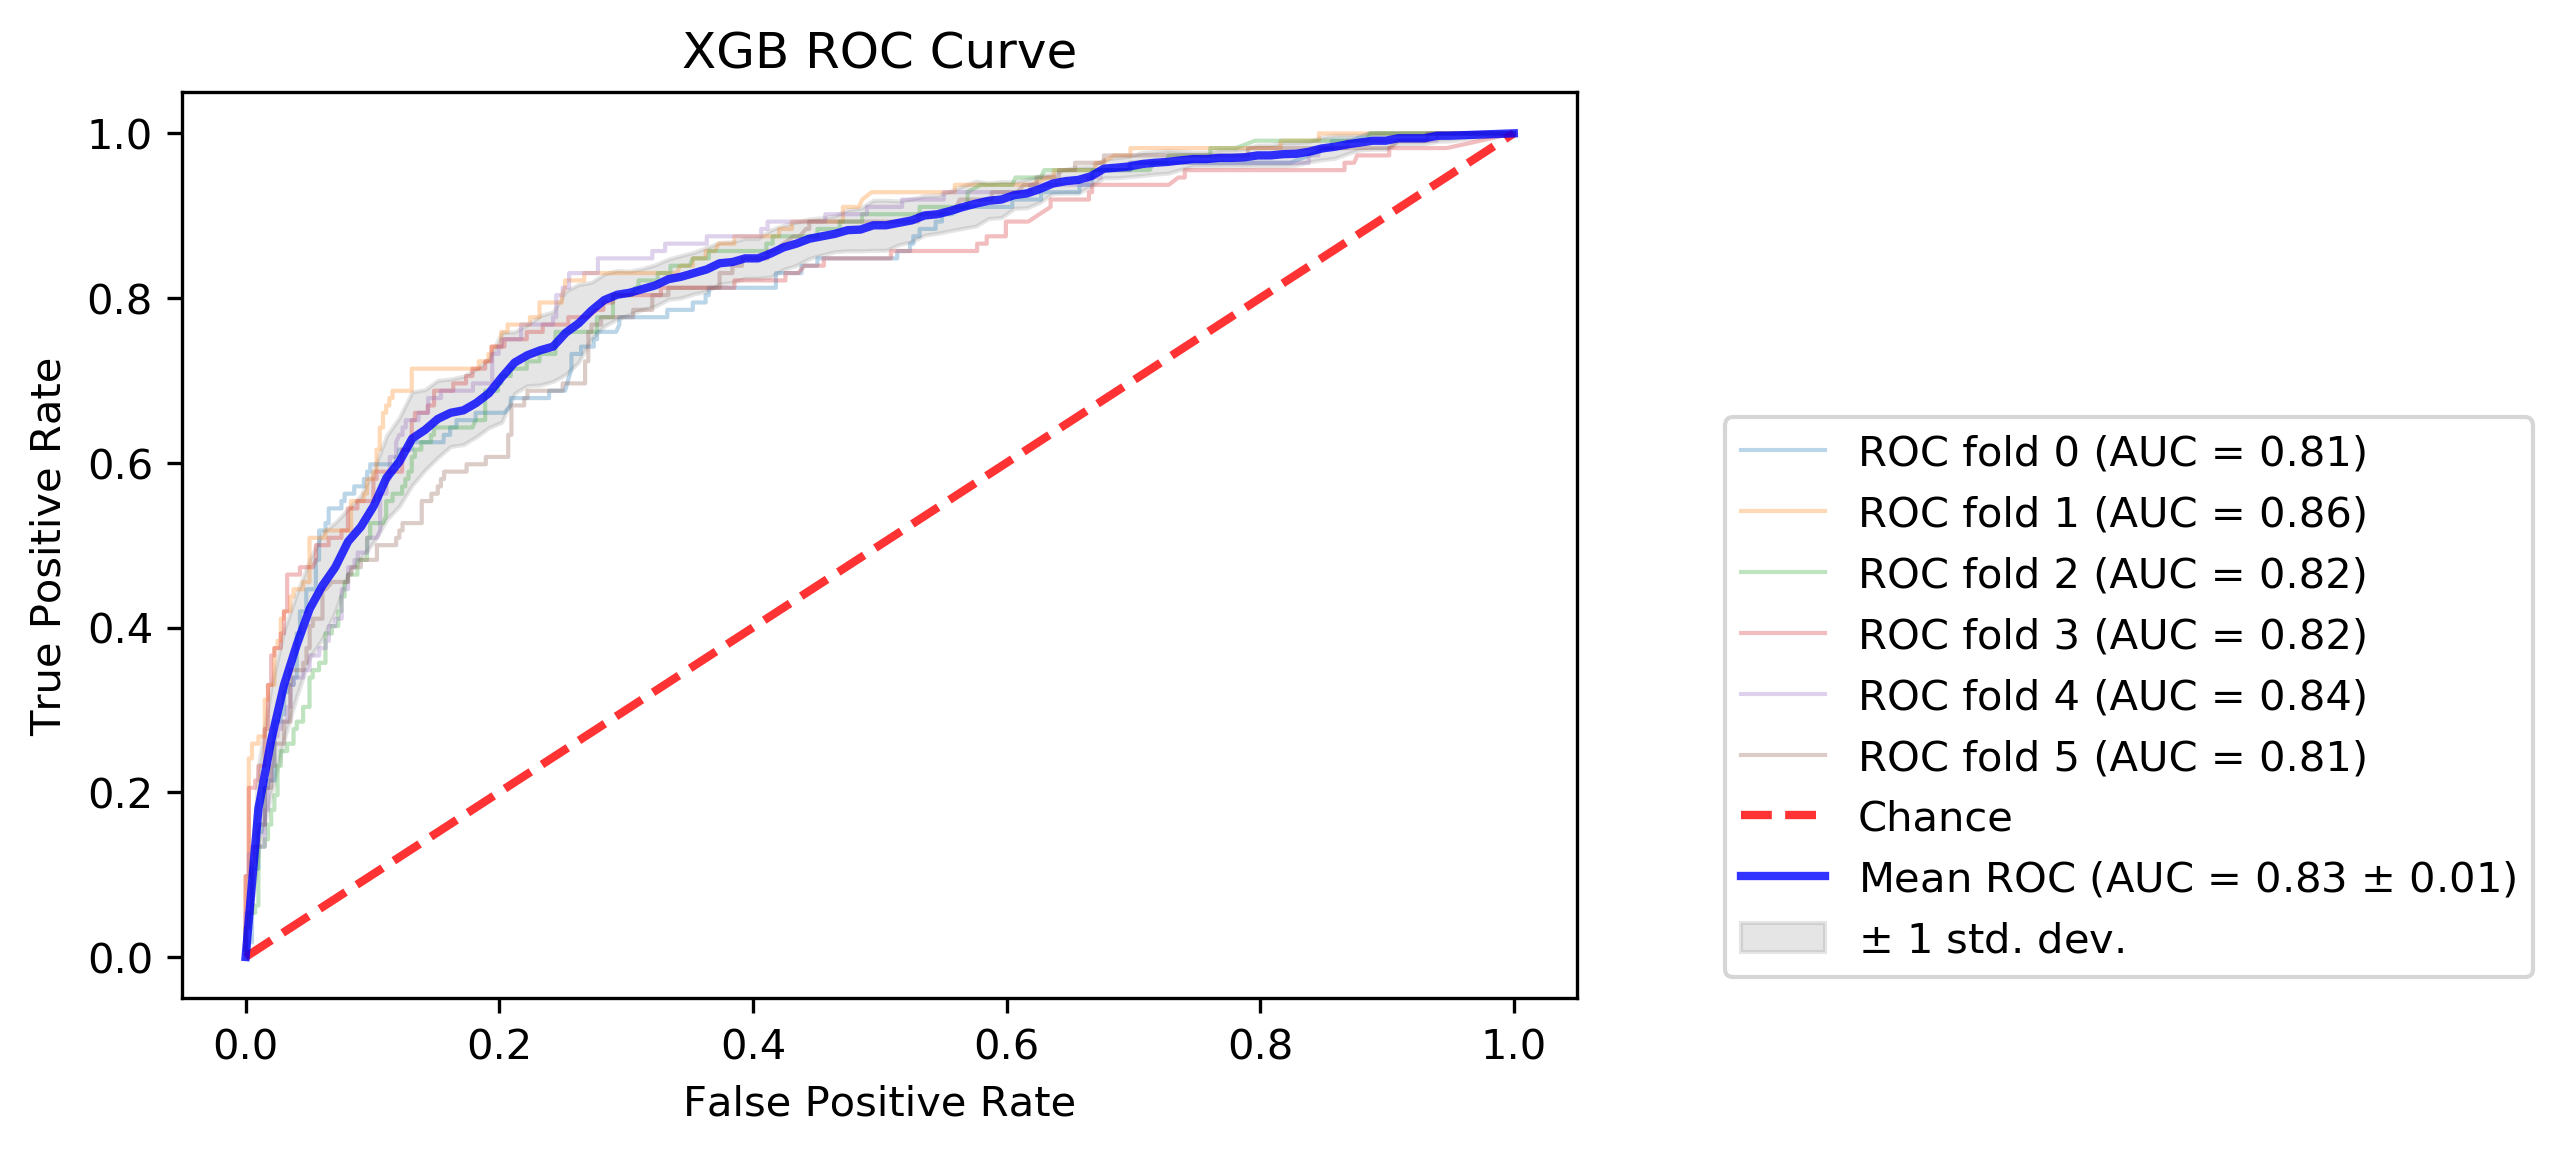 XGB ROC Curve
True Positive Rate
1.0
0.8
0.6
0.4
0.2
0.0
0.0 0.2 0.4 0.6 0.8 1.0
False Positive Rate
ROC fold 0 (AUC = 0.81)
ROC fold 1 (AUC = 0.86)
ROC fold 2 (AUC = 0.82)
ROC fold 3 (AUC = 0.82)
ROC fold 4 (AUC = 0.84)
ROC fold 5 (AUC = 0.81)
Chance
Mean ROC (AUC = 0.83 ± 0.01)
± 1 std. dev.